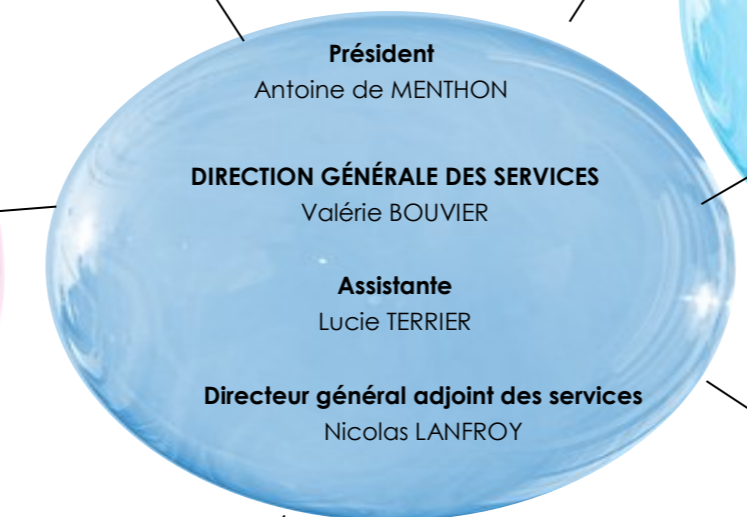 Président
Antoine de MENTHON
DIRECTION GÉNÉRALE DES SERVICES
Valérie BOUVIER
Assistante
Lucie TERRIER
Directeur général adjoint des services
Nicolas LANFROY